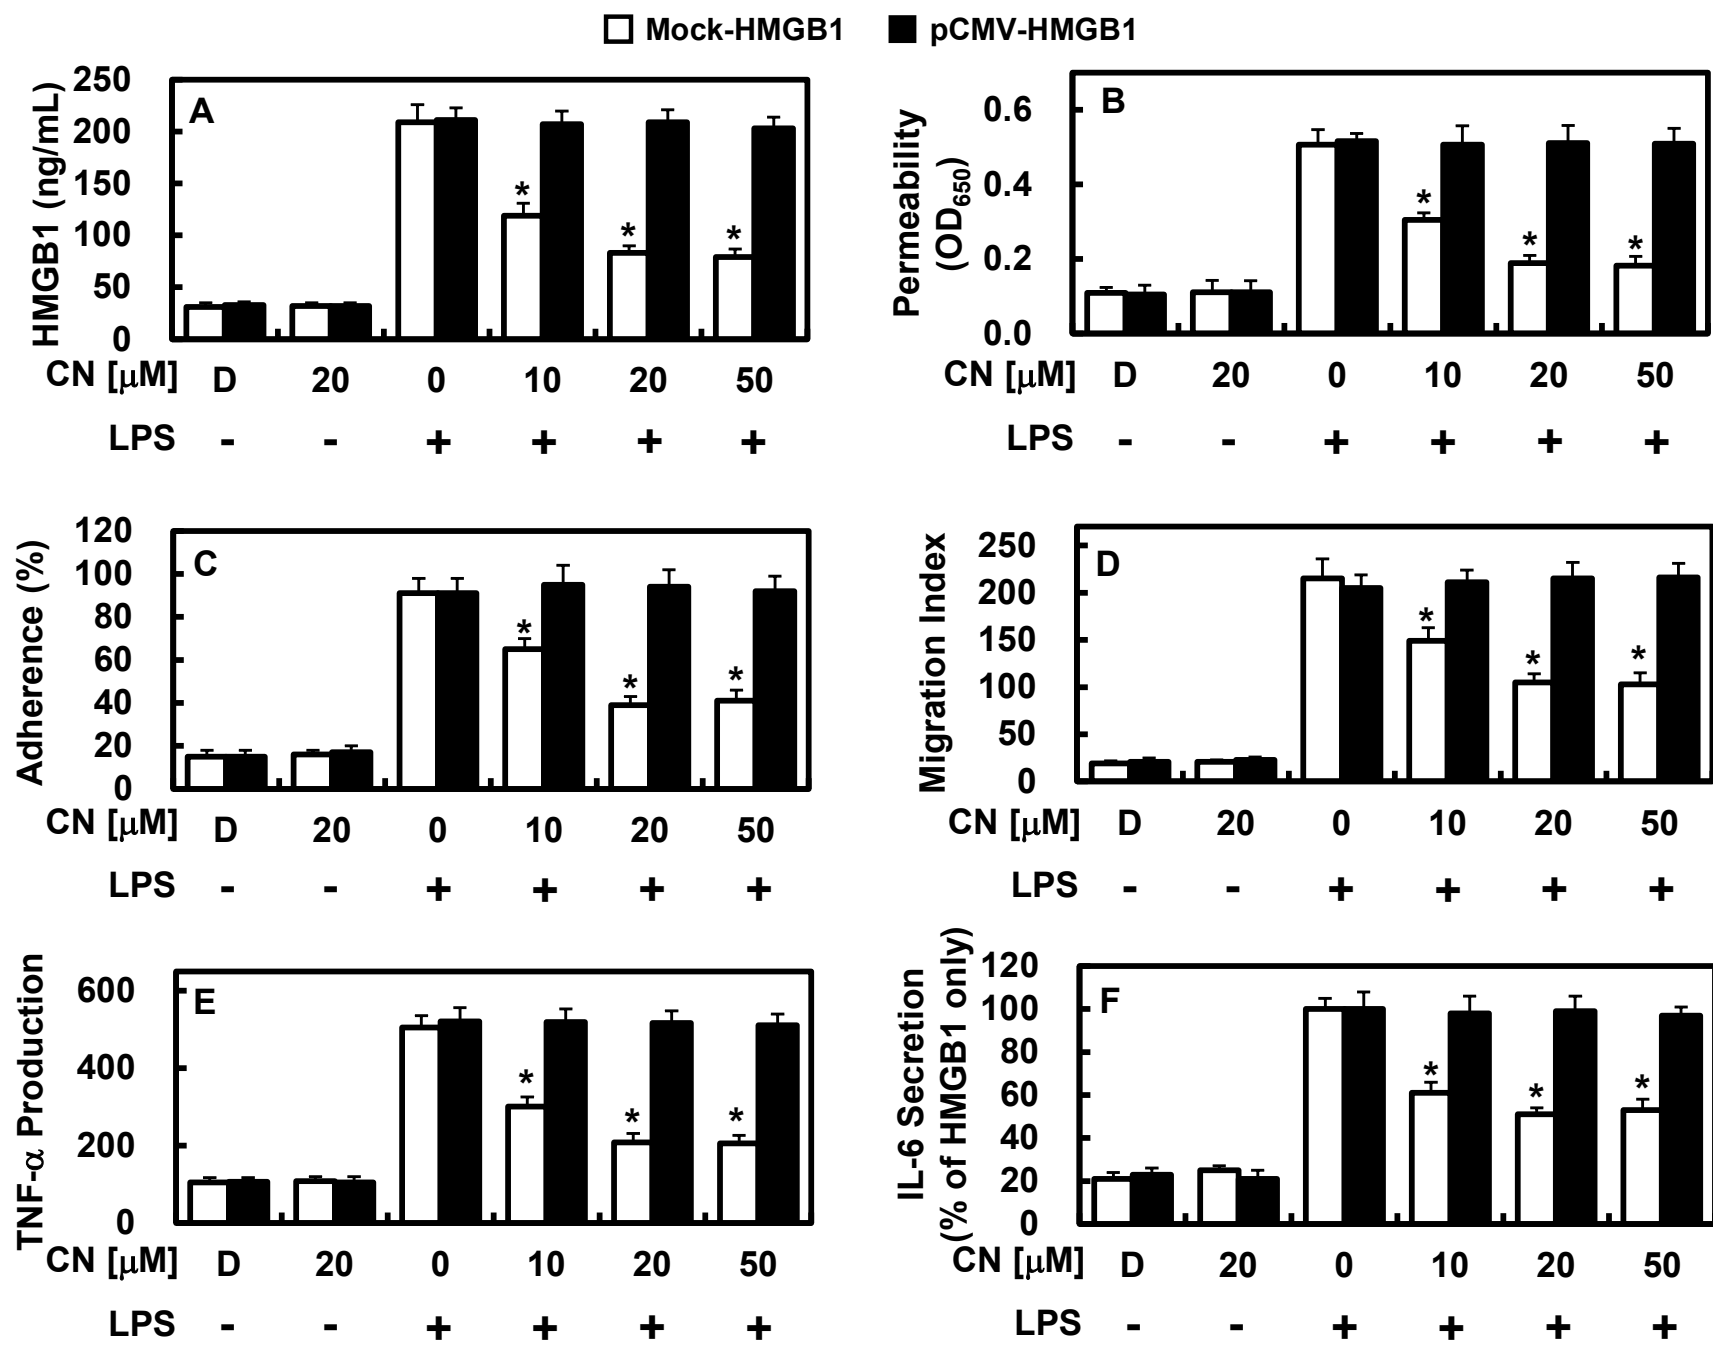 Mock-HMGB1 pCMV-HMGB1
A
HMGB1 (ng/mL)
250
200
150
100
50
0
CN [μM] D 20 0 10 20 50
LPS - - + + + +
* * *
B
Permeability
(OD650)
0.6
0.4
0.2
0.0
CN [μM] D 20 0 10 20 50
LPS - - + + + +
* * *
C
Adherence (%)
120
100
80
60
40
20
0
CN [μM] D 20 0 10 20 50
LPS - - + + + +
* * *
D
Migration Index
250
200
150
100
50
0
CN [μM] D 20 0 10 20 50
LPS - - + + + +
* * *
E
TNF-α Production
600
400
200
0
CN [μM] D 20 0 10 20 50
LPS - - + + + +
* * *
F
IL-6 Secretion
(% of HMGB1 only)
120
100
80
60
40
20
0
CN [μM] D 20 0 10 20 50
LPS - - + + + +
* * *